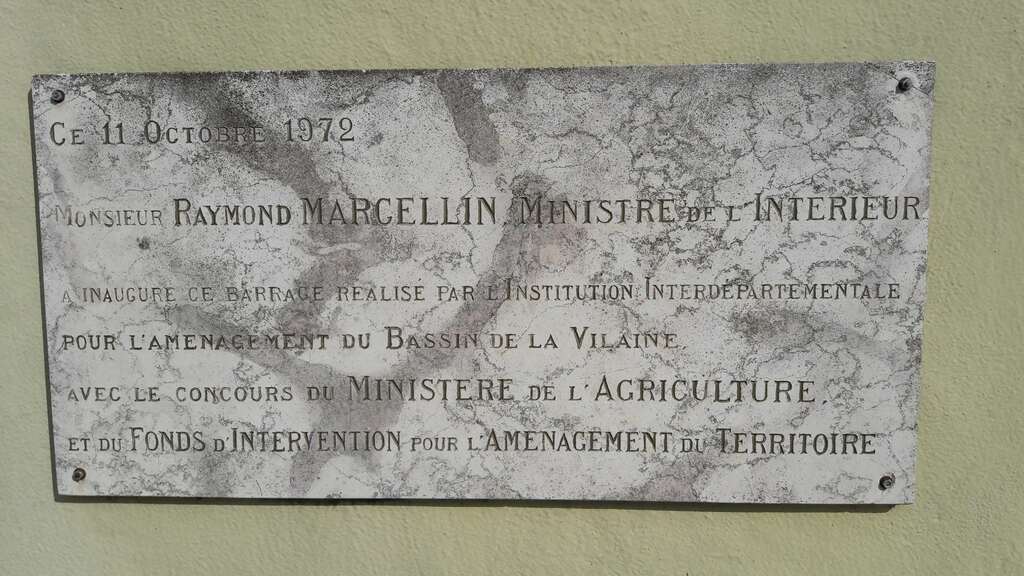 Ce 11 Octobre 1972
Monsieur RAYMOND MARCELLIN, MINISTRE DE L'INTERIEUR
A INAUGURE CE BARRAGE REALISE PAR L'INSTITUTION INTERDEPARTEMENTALE
POUR L'AMENAGEMENT DU BASSIN DE LA VILAINE
AVEC LE CONCOURS DU MINISTERE DE L'AGRICULTURE,
ET DU FONDS D'INTERVENTION POUR L'AMENAGEMENT DU TERRITOIRE